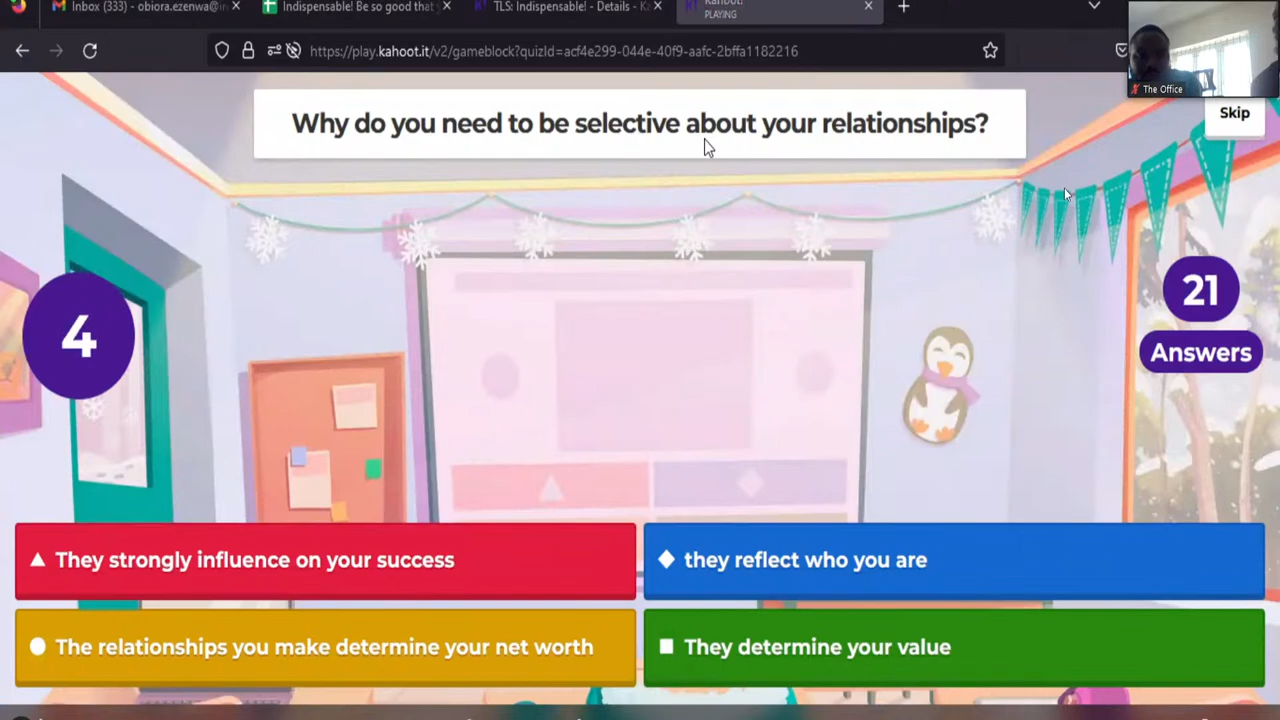 Inbox (333) - obiora.ezenwa@
Indispensable! Be so good that
TLS: Indispensable! - Details - K
Kahoot!
PLAYING
https://play.kahoot.it/v2/gameblock?quizId=acf4e299-044e-40f9-aafc-2bffa1182216
The Office
Skip
Why do you need to be selective about your relationships?
4
21
Answers
They strongly influence on your success
they reflect who you are
The relationships you make determine your net worth
They determine your value